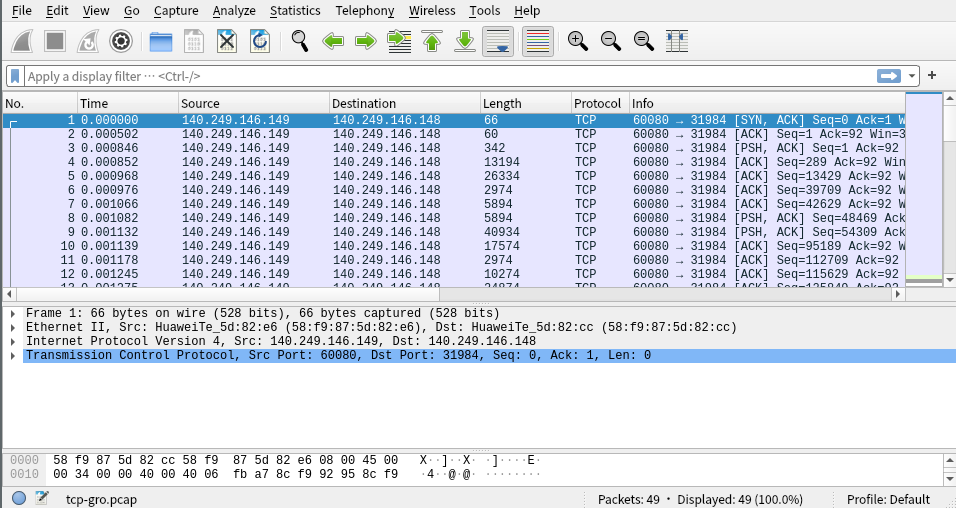 File Edit View Go Capture Analyze Statistics Telephony Wireless Tools Help
Apply a display filter ··· <Ctrl-/>
No. Time Source Destination Length Protocol Info
1 0.000000 140.249.146.149 140.249.146.148 66 TCP 60080 → 31984 [SYN, ACK] Seq=0 Ack=1 W
2 0.000502 140.249.146.149 140.249.146.148 60 TCP 60080 → 31984 [ACK] Seq=1 Ack=92 Win=3
3 0.000846 140.249.146.149 140.249.146.148 342 TCP 60080 → 31984 [PSH, ACK] Seq=1 Ack=92
4 0.000852 140.249.146.149 140.249.146.148 13194 TCP 60080 → 31984 [ACK] Seq=289 Ack=92 Win
5 0.000968 140.249.146.149 140.249.146.148 26334 TCP 60080 → 31984 [ACK] Seq=13429 Ack=92 W
6 0.000976 140.249.146.149 140.249.146.148 2974 TCP 60080 → 31984 [ACK] Seq=39709 Ack=92 W
7 0.001066 140.249.146.149 140.249.146.148 5894 TCP 60080 → 31984 [ACK] Seq=42629 Ack=92 W
8 0.001082 140.249.146.149 140.249.146.148 5894 TCP 60080 → 31984 [PSH, ACK] Seq=48469 Ack
9 0.001132 140.249.146.149 140.249.146.148 40934 TCP 60080 → 31984 [PSH, ACK] Seq=54309 Ack
10 0.001139 140.249.146.149 140.249.146.148 17574 TCP 60080 → 31984 [ACK] Seq=95189 Ack=92 W
11 0.001178 140.249.146.149 140.249.146.148 2974 TCP 60080 → 31984 [ACK] Seq=112709 Ack=92
12 0.001245 140.249.146.149 140.249.146.148 10274 TCP 60080 → 31984 [ACK] Seq=115629 Ack=92
Frame 1: 66 bytes on wire (528 bits), 66 bytes captured (528 bits)
Ethernet II, Src: HuaweiTe_5d:82:e6 (58:f9:87:5d:82:e6), Dst: HuaweiTe_5d:82:cc (58:f9:87:5d:82:cc)
Internet Protocol Version 4, Src: 140.249.146.149, Dst: 140.249.146.148
Transmission Control Protocol, Src Port: 60080, Dst Port: 31984, Seq: 0, Ack: 1, Len: 0
0000 58 f9 87 5d 82 cc 58 f9 87 5d 82 e6 08 00 45 00 X··]··X· ·]····E·
0010 00 34 00 00 40 00 40 06 fb a7 8c f9 92 95 8c f9 ·4··@·@· ········
tcp-gro.pcap Packets: 49 · Displayed: 49 (100.0%) Profile: Default